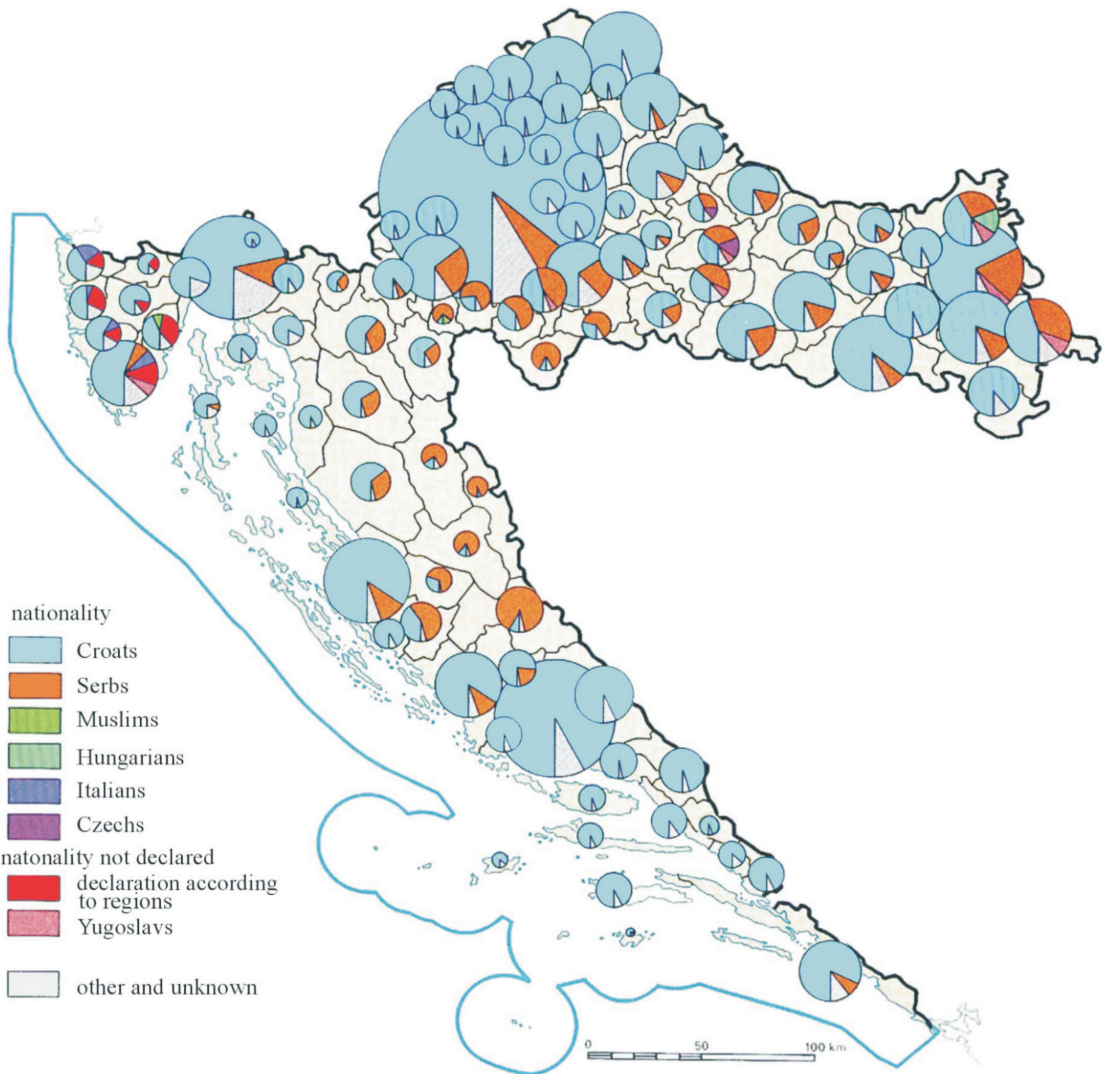 nationality
Croats
Serbs
Muslims
Hungarians
Italians
Czechs
natonality not declared
declaration according
to regions
Yugoslavs
other and unknown
0 50 100 km